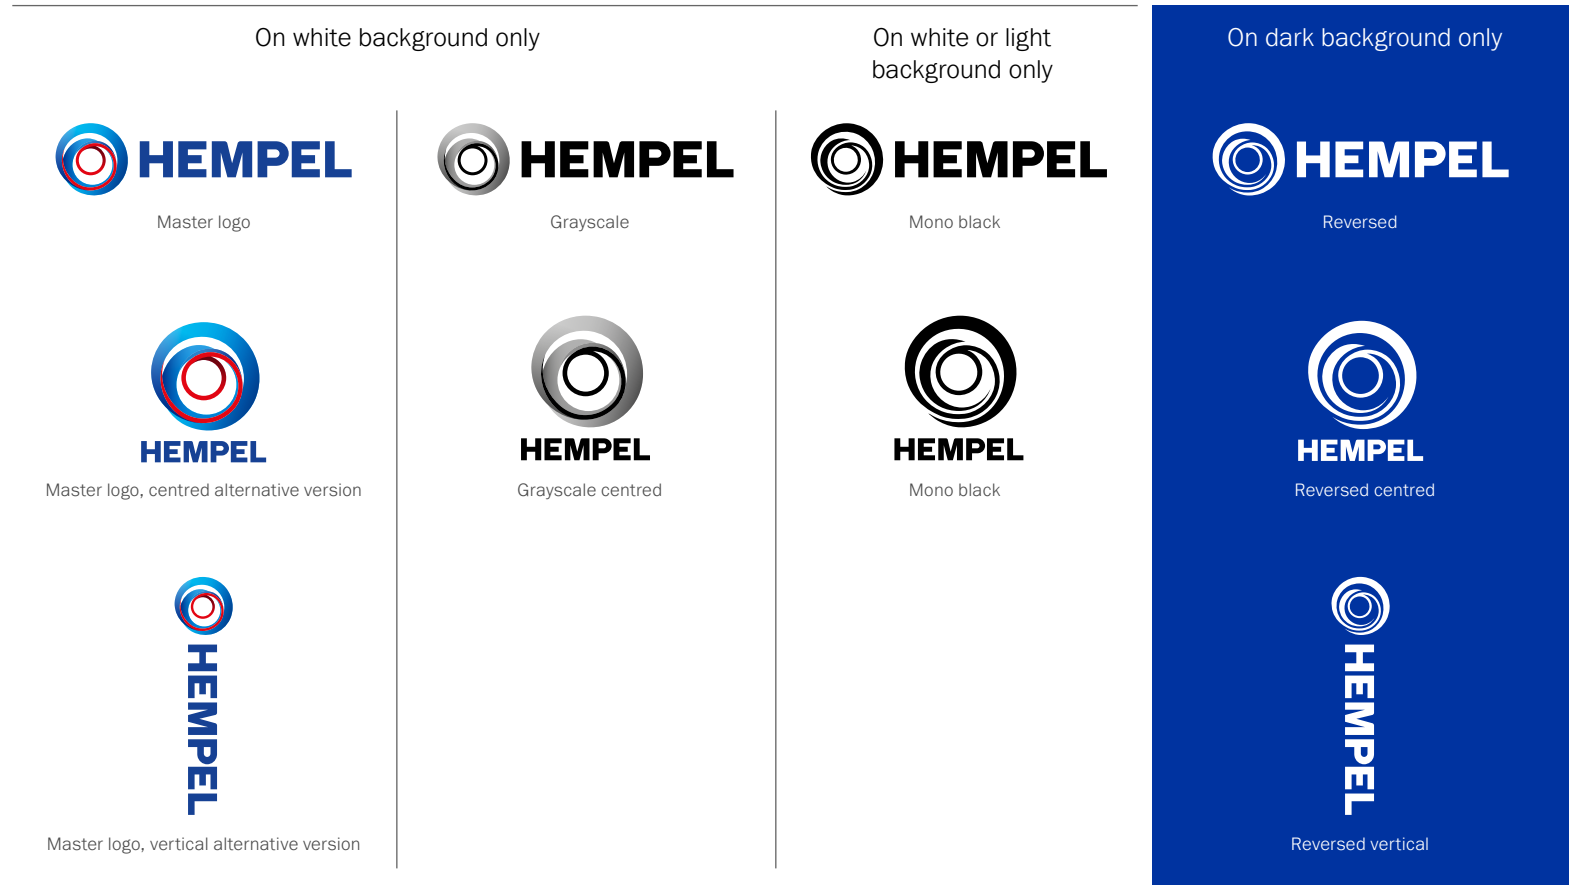 On white background only
On white or light
background only
On dark background only
HEMPEL
HEMPEL
HEMPEL
HEMPEL
Master logo
Grayscale
Mono black
Reversed
HEMPEL
HEMPEL
HEMPEL
HEMPEL
Master logo, centred alternative version
Grayscale centred
Mono black
Reversed centred
HEMPEL
HEMPEL
Master logo, vertical alternative version
Reversed vertical